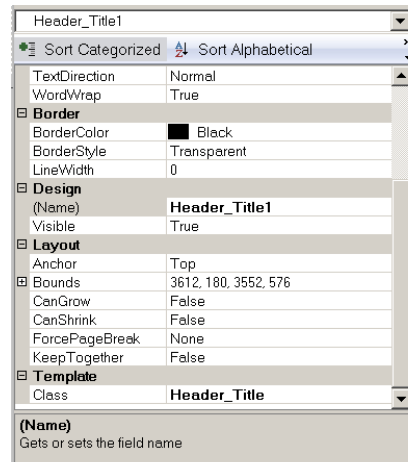 Header_Title1
Sort Categorized Sort Alphabetical
TextDirection Normal
WordWrap True
Border
BorderColor Black
BorderStyle Transparent
LineWidth 0
Design
(Name) Header_Title1
Visible True
Layout
Anchor Top
Bounds 3612, 180, 3552, 576
CanGrow False
CanShrink False
ForcePageBreak None
KeepTogether False
Template
Class Header_Title
(Name)
Gets or sets the field name